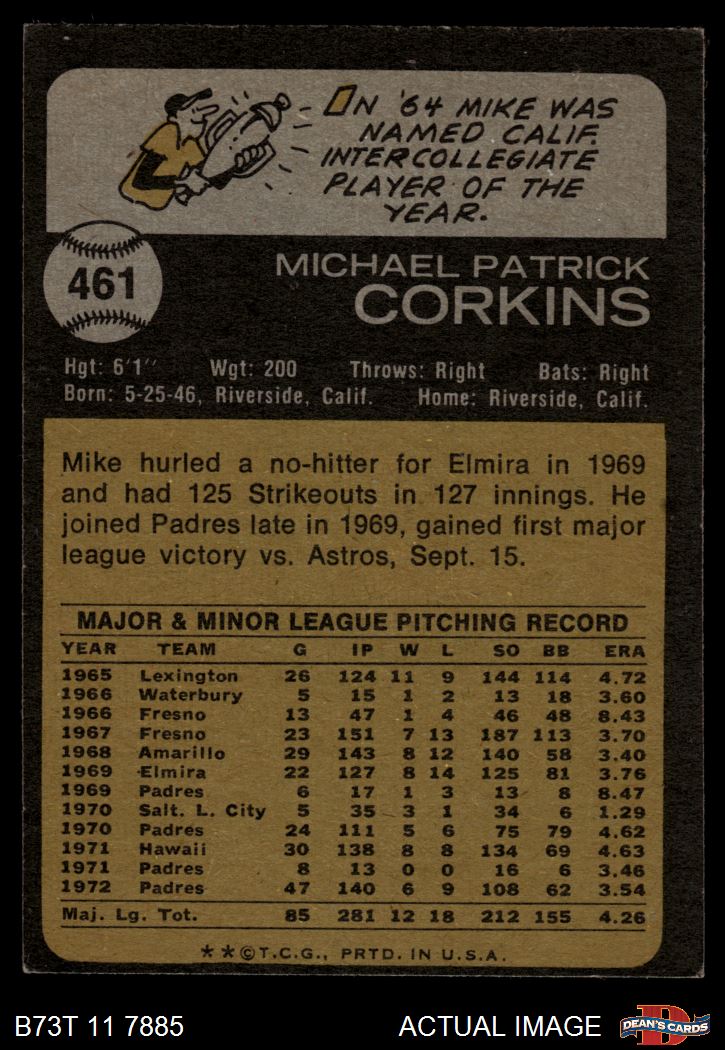 IN '64 MIKE WAS
NAMED CALIF.
INTERCOLLEGIATE
PLAYER OF THE
YEAR.
461
MICHAEL PATRICK
CORKINS
Hgt: 6'1" Wgt: 200 Throws: Right Bats: Right
Born: 5-25-46, Riverside, Calif. Home: Riverside, Calif.
Mike hurled a no-hitter for Elmira in 1969
and had 125 Strikeouts in 127 innings. He
joined Padres late in 1969, gained first major
league victory vs. Astros, Sept. 15.
MAJOR & MINOR LEAGUE PITCHING RECORD
YEAR TEAM G IP W L SO BB ERA
1965 Lexington 26 124 11 9 144 114 4.72
1966 Waterbury 5 15 1 2 13 18 3.60
1966 Fresno 13 47 1 4 46 48 8.43
1967 Fresno 23 151 7 13 187 113 3.70
1968 Amarillo 29 143 8 12 140 58 3.40
1969 Elmira 22 127 8 14 125 81 3.76
1969 Padres 6 17 1 3 13 8 8.47
1970 Salt. L. City 5 35 3 1 34 6 1.29
1970 Padres 24 111 5 6 75 79 4.62
1971 Hawaii 30 138 8 8 134 69 4.63
1971 Padres 8 13 0 0 16 6 3.46
1972 Padres 47 140 6 9 108 62 3.54
Maj. Lg. Tot. 85 281 12 18 212 155 4.26
**©T.C.G., PRTD. IN U.S.A.
B73T 11 7885 ACTUAL IMAGE D DEAN'S CARDS